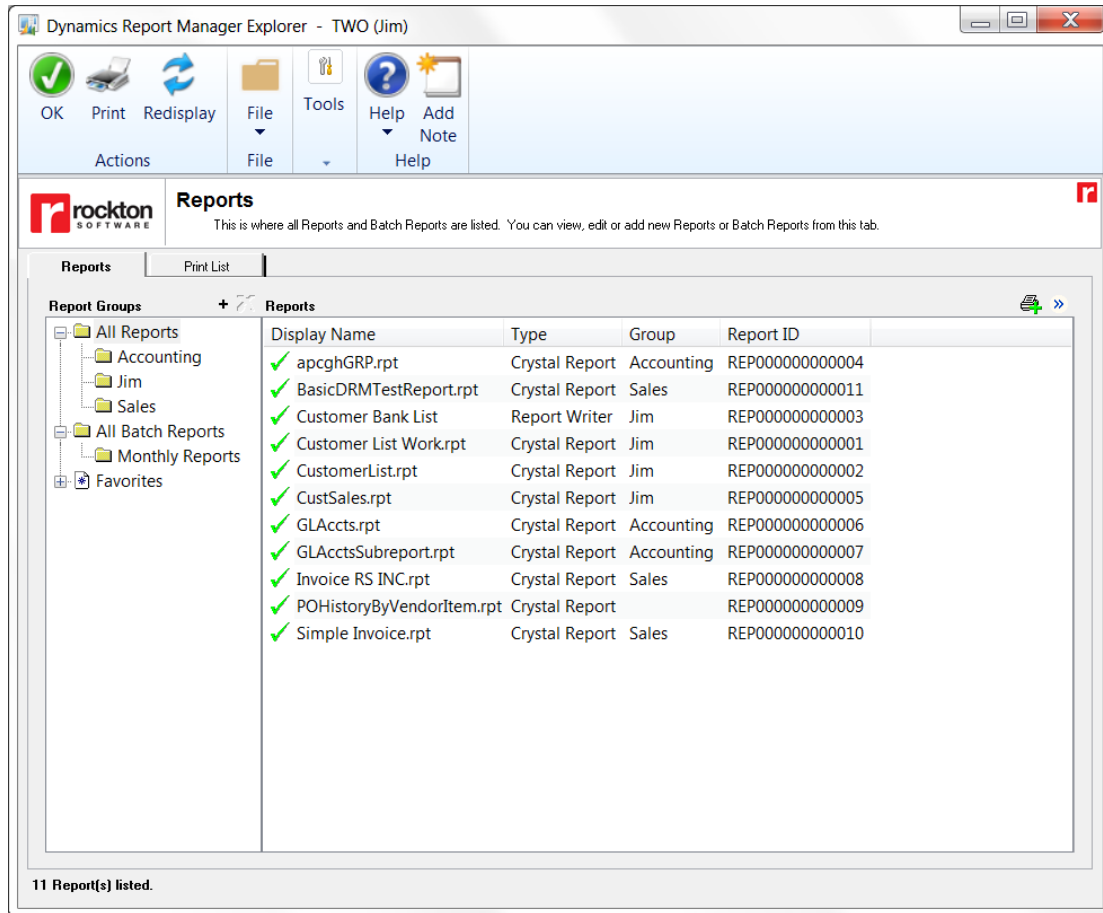 Dynamics Report Manager Explorer - TWO (Jim)
OK Print Redisplay File Tools Help Add Note
Actions File Help
rockton
SOFTWARE
Reports
This is where all Reports and Batch Reports are listed. You can view, edit or add new Reports or Batch Reports from this tab.
Reports Print List
Report Groups
All Reports
Accounting
Jim
Sales
All Batch Reports
Monthly Reports
Favorites
Reports
Display Name Type Group Report ID
apcghGRP.rpt Crystal Report Accounting REP000000000004
BasicDRMTestReport.rpt Crystal Report Sales REP000000000011
Customer Bank List Report Writer Jim REP000000000003
Customer List Work.rpt Crystal Report Jim REP000000000001
CustomerList.rpt Crystal Report Jim REP000000000002
CustSales.rpt Crystal Report Jim REP000000000005
GLAccts.rpt Crystal Report Accounting REP000000000006
GLAcctsSubreport.rpt Crystal Report Accounting REP000000000007
Invoice RS INC.rpt Crystal Report Sales REP000000000008
POHistoryByVendorItem.rpt Crystal Report REP000000000009
Simple Invoice.rpt Crystal Report Sales REP000000000010
11 Report(s) listed.